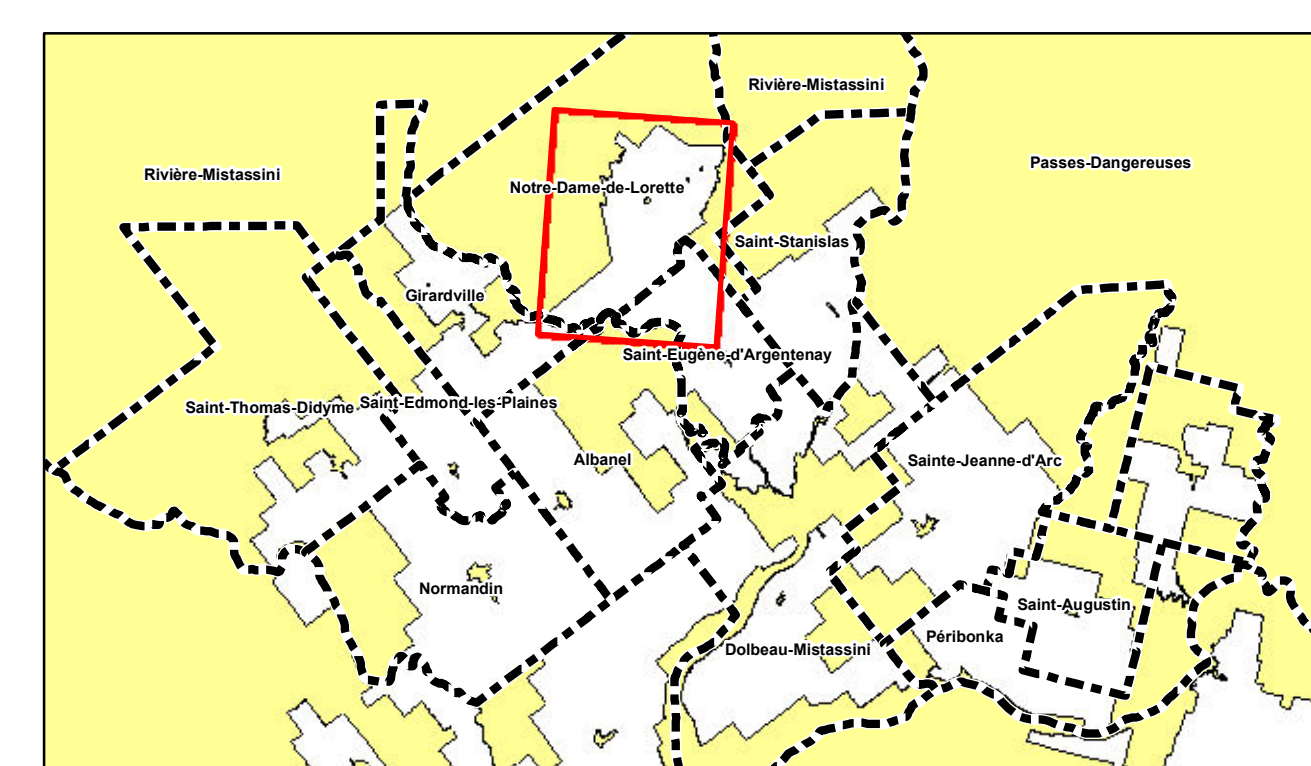 Rivière-Mistassini
Passes-Dangereuses
Rivière-Mistassini
Notre-Dame-de-Lorette
Saint-Stanislas
Girardville
Saint-Eugène-d'Argentenay
Saint-Thomas-Didyme
Saint-Edmond-les-Plaines
Albanel
Sainte-Jeanne-d'Arc
Normandin
Saint-Augustin
Péribonka
Dolbeau-Mistassini